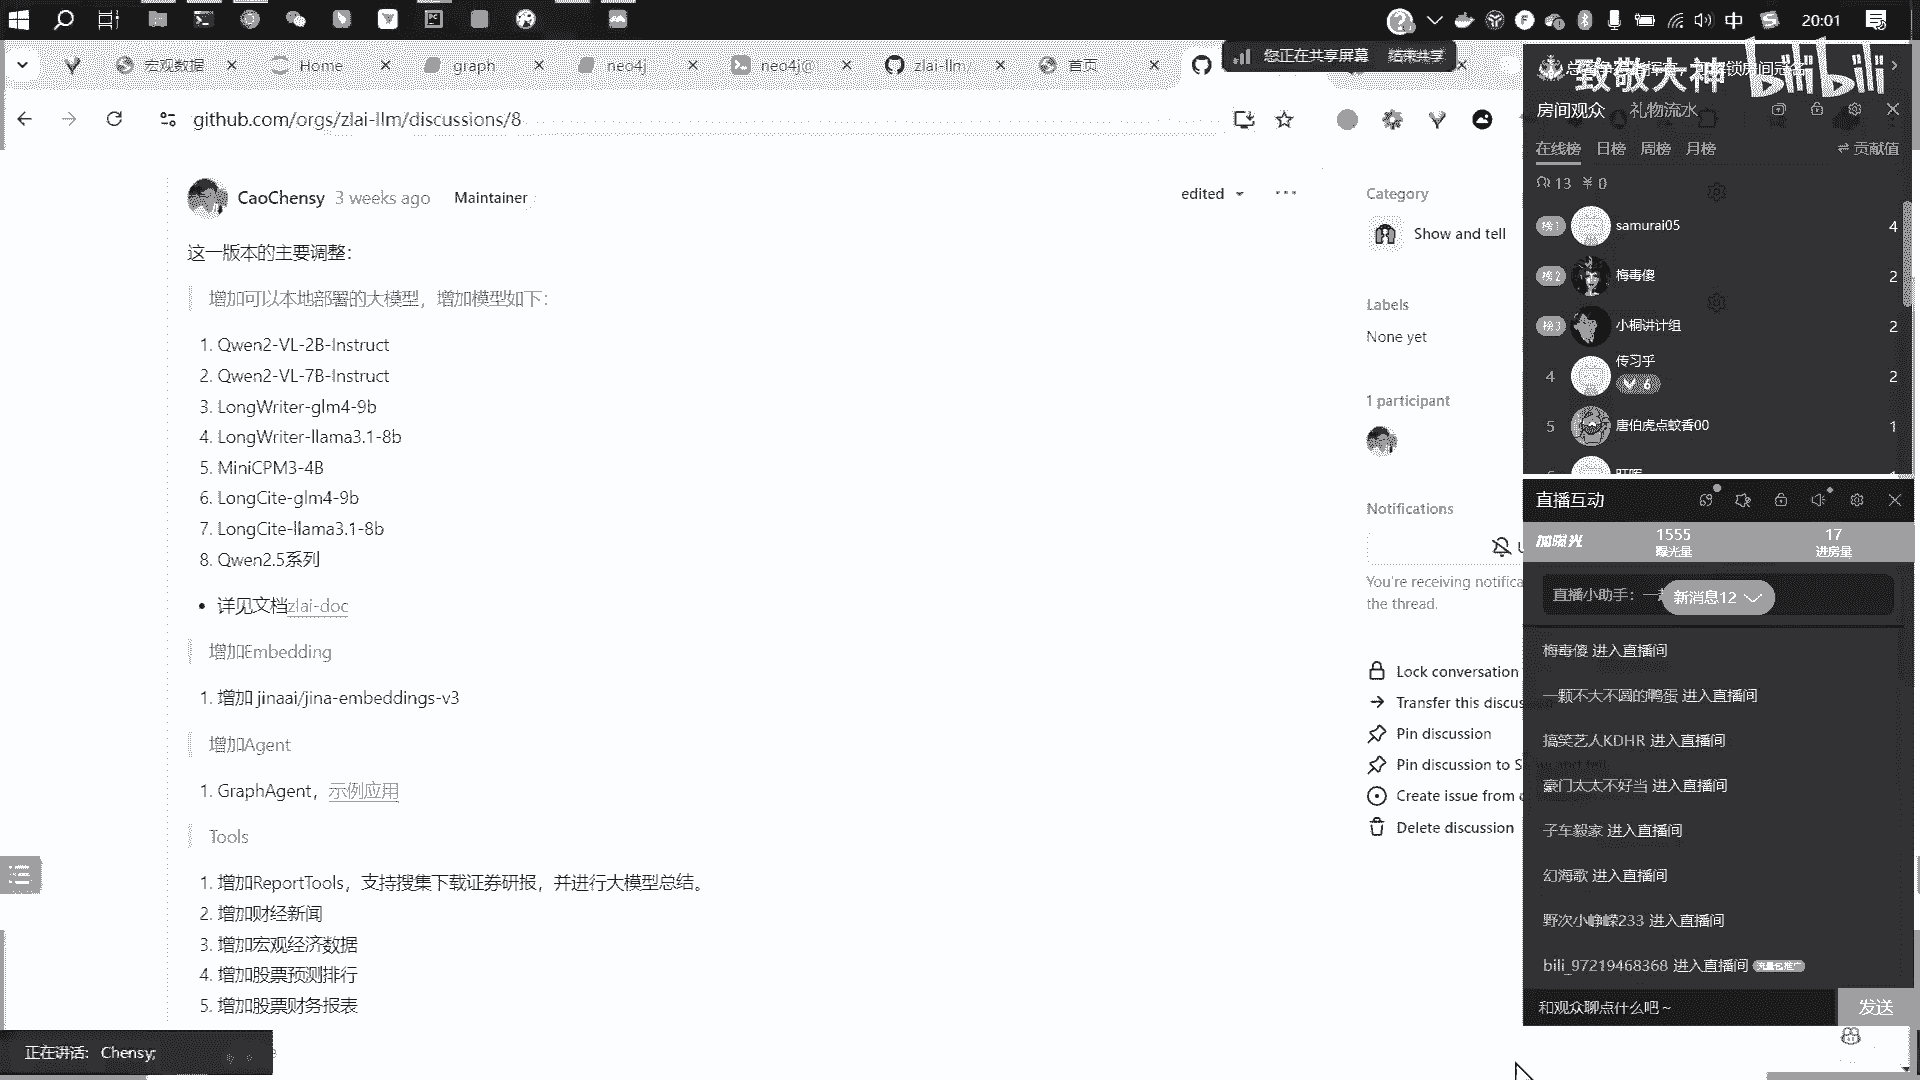 中
20:01
宏观数据
Home
graph
neo4j
neo4j@
zlai-llm/
首页
您正在共享屏幕
结束共享
github.com/orgs/zlai-llm/discussions/8
CaoChensy 3 weeks ago Maintainer
edited
这一版本的主要调整：
增加可以本地部署的大模型，增加模型如下：
1. Qwen2-VL-2B-Instruct
2. Qwen2-VL-7B-Instruct
3. LongWriter-glm4-9b
4. LongWriter-llama3.1-8b
5. MiniCPM3-4B
6. LongCite-glm4-9b
7. LongCite-llama3.1-8b
8. Qwen2.5系列
详见文档zlai-doc
增加Embedding
1. 增加 jinaai/jina-embeddings-v3
增加Agent
1. GraphAgent，示例应用
Tools
1. 增加ReportTools，支持搜集下载证券研报，并进行大模型总结。
2. 增加财经新闻
3. 增加宏观经济数据
4. 增加股票预测排行
5. 增加股票财务报表
正在讲话： Chensy;
Category
Show and tell
Labels
None yet
1 participant
Notifications
You're receiving notifica
the thread.
Lock conversation
Transfer this discus
Pin discussion
Pin discussion to S
Create issue from
Delete discussion
致敬大神 bilibili
房间观众 礼物流水
在线榜 日榜 周榜 月榜 贡献值
13 ¥ 0
榜1 samurai05 4
榜2 梅毒傻 2
榜3 小桐讲计组 2
4 传习乎 2
6
5 唐伯虎点蚊香00 1
直播互动
加曝光 1555 17
曝光量 进房量
直播小助手：一
新消息12
梅毒傻 进入直播间
一颗不大不圆的鸭蛋 进入直播间
搞笑艺人KDHR 进入直播间
豪门太太不好当 进入直播间
子车毅家 进入直播间
幻海歌 进入直播间
野次小峥嵘233 进入直播间
bili_97219468368 进入直播间 流量包推广
和观众聊点什么吧~
发送